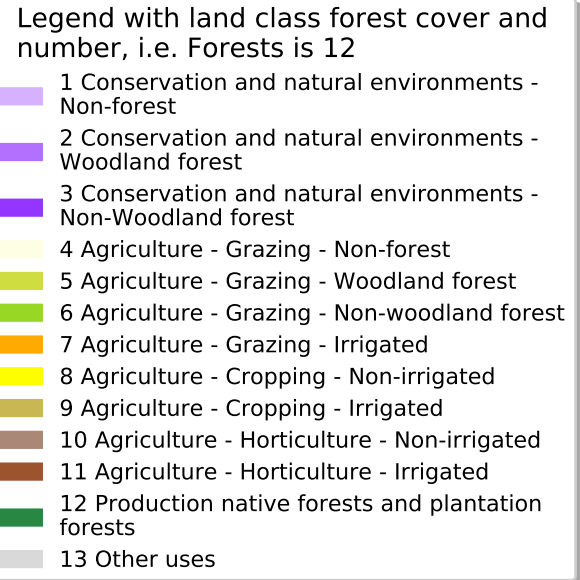 Legend with land class forest cover and
number, i.e. Forests is 12
1 Conservation and natural environments -
Non-forest
2 Conservation and natural environments -
Woodland forest
3 Conservation and natural environments -
Non-Woodland forest
4 Agriculture - Grazing - Non-forest
5 Agriculture - Grazing - Woodland forest
6 Agriculture - Grazing - Non-woodland forest
7 Agriculture - Grazing - Irrigated
8 Agriculture - Cropping - Non-irrigated
9 Agriculture - Cropping - Irrigated
10 Agriculture - Horticulture - Non-irrigated
11 Agriculture - Horticulture - Irrigated
12 Production native forests and plantation
forests
13 Other uses